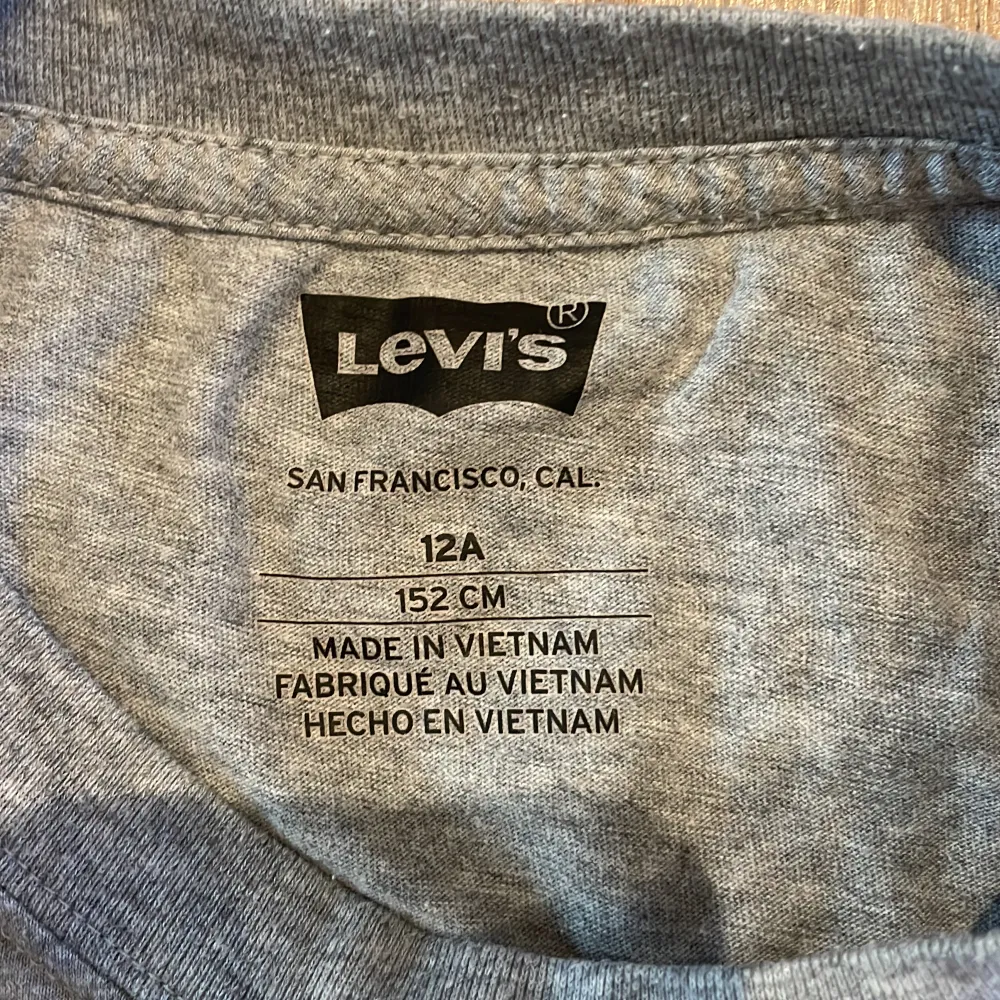 LeVI'S®
SAN FRANCISCO, CAL.
12A
152 CM
MADE IN VIETNAM
FABRIQUÉ AU VIETNAM
HECHO EN VIETNAM